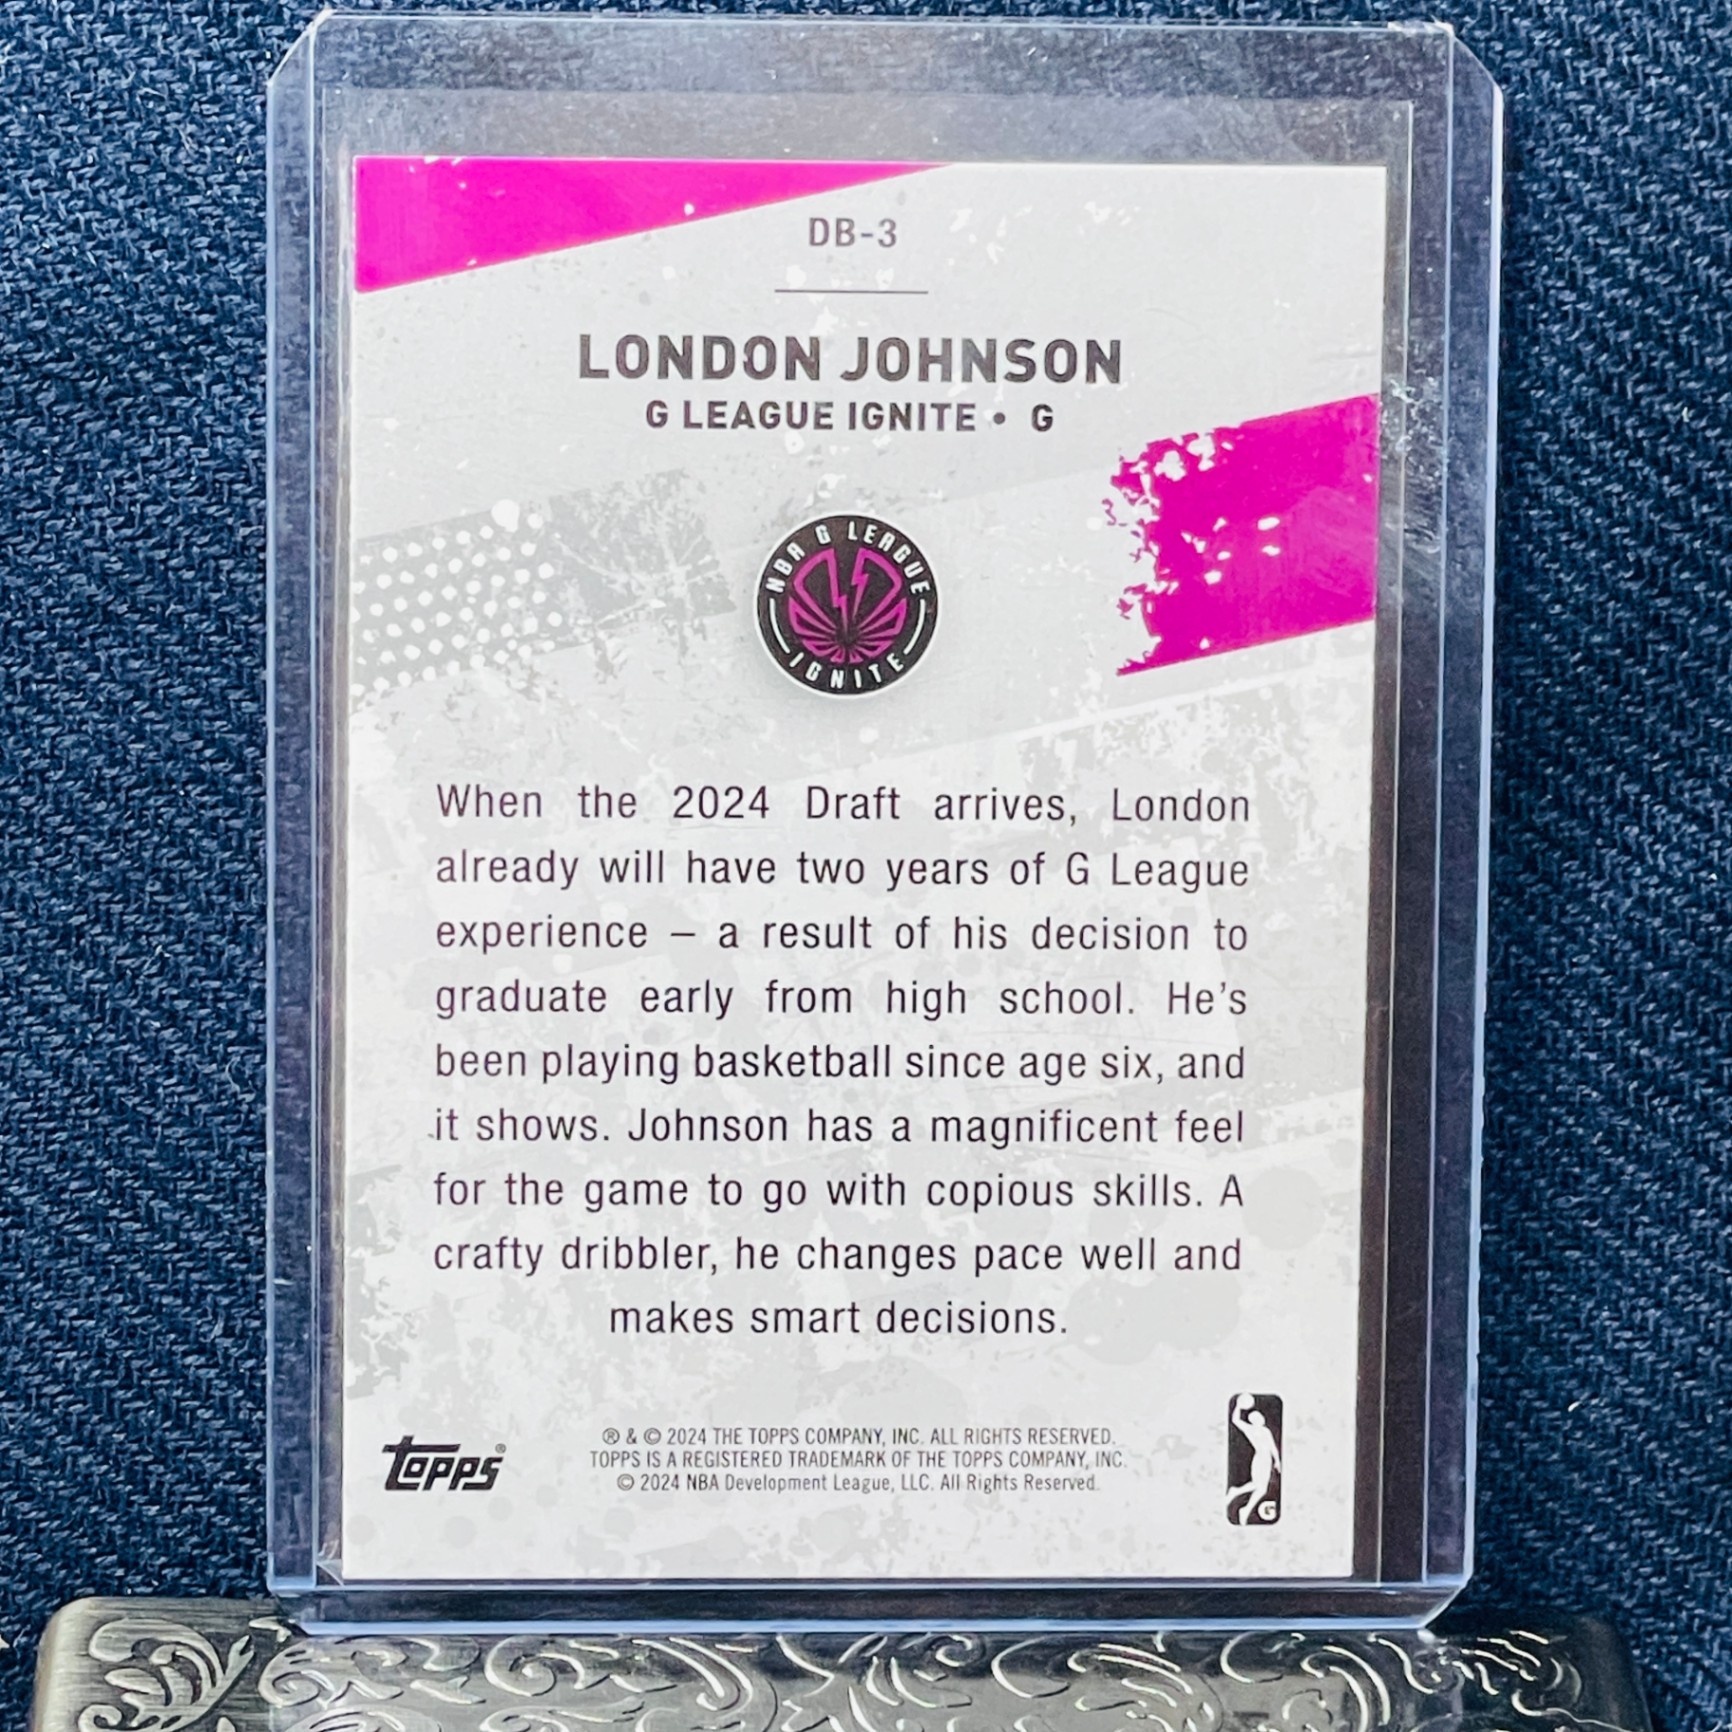 DB-3
LONDON JOHNSON
G LEAGUE IGNITE • G
NBA G LEAGUE
IGNITE
When the 2024 Draft arrives, London
already will have two years of G League
experience – a result of his decision to
graduate early from high school. He's
been playing basketball since age six, and
it shows. Johnson has a magnificent feel
for the game to go with copious skills. A
crafty dribbler, he changes pace well and
makes smart decisions.
topps®
® & © 2024 THE TOPPS COMPANY, INC. ALL RIGHTS RESERVED.
TOPPS IS A REGISTERED TRADEMARK OF THE TOPPS COMPANY, INC.
© 2024 NBA Development League, LLC. All Rights Reserved.
G